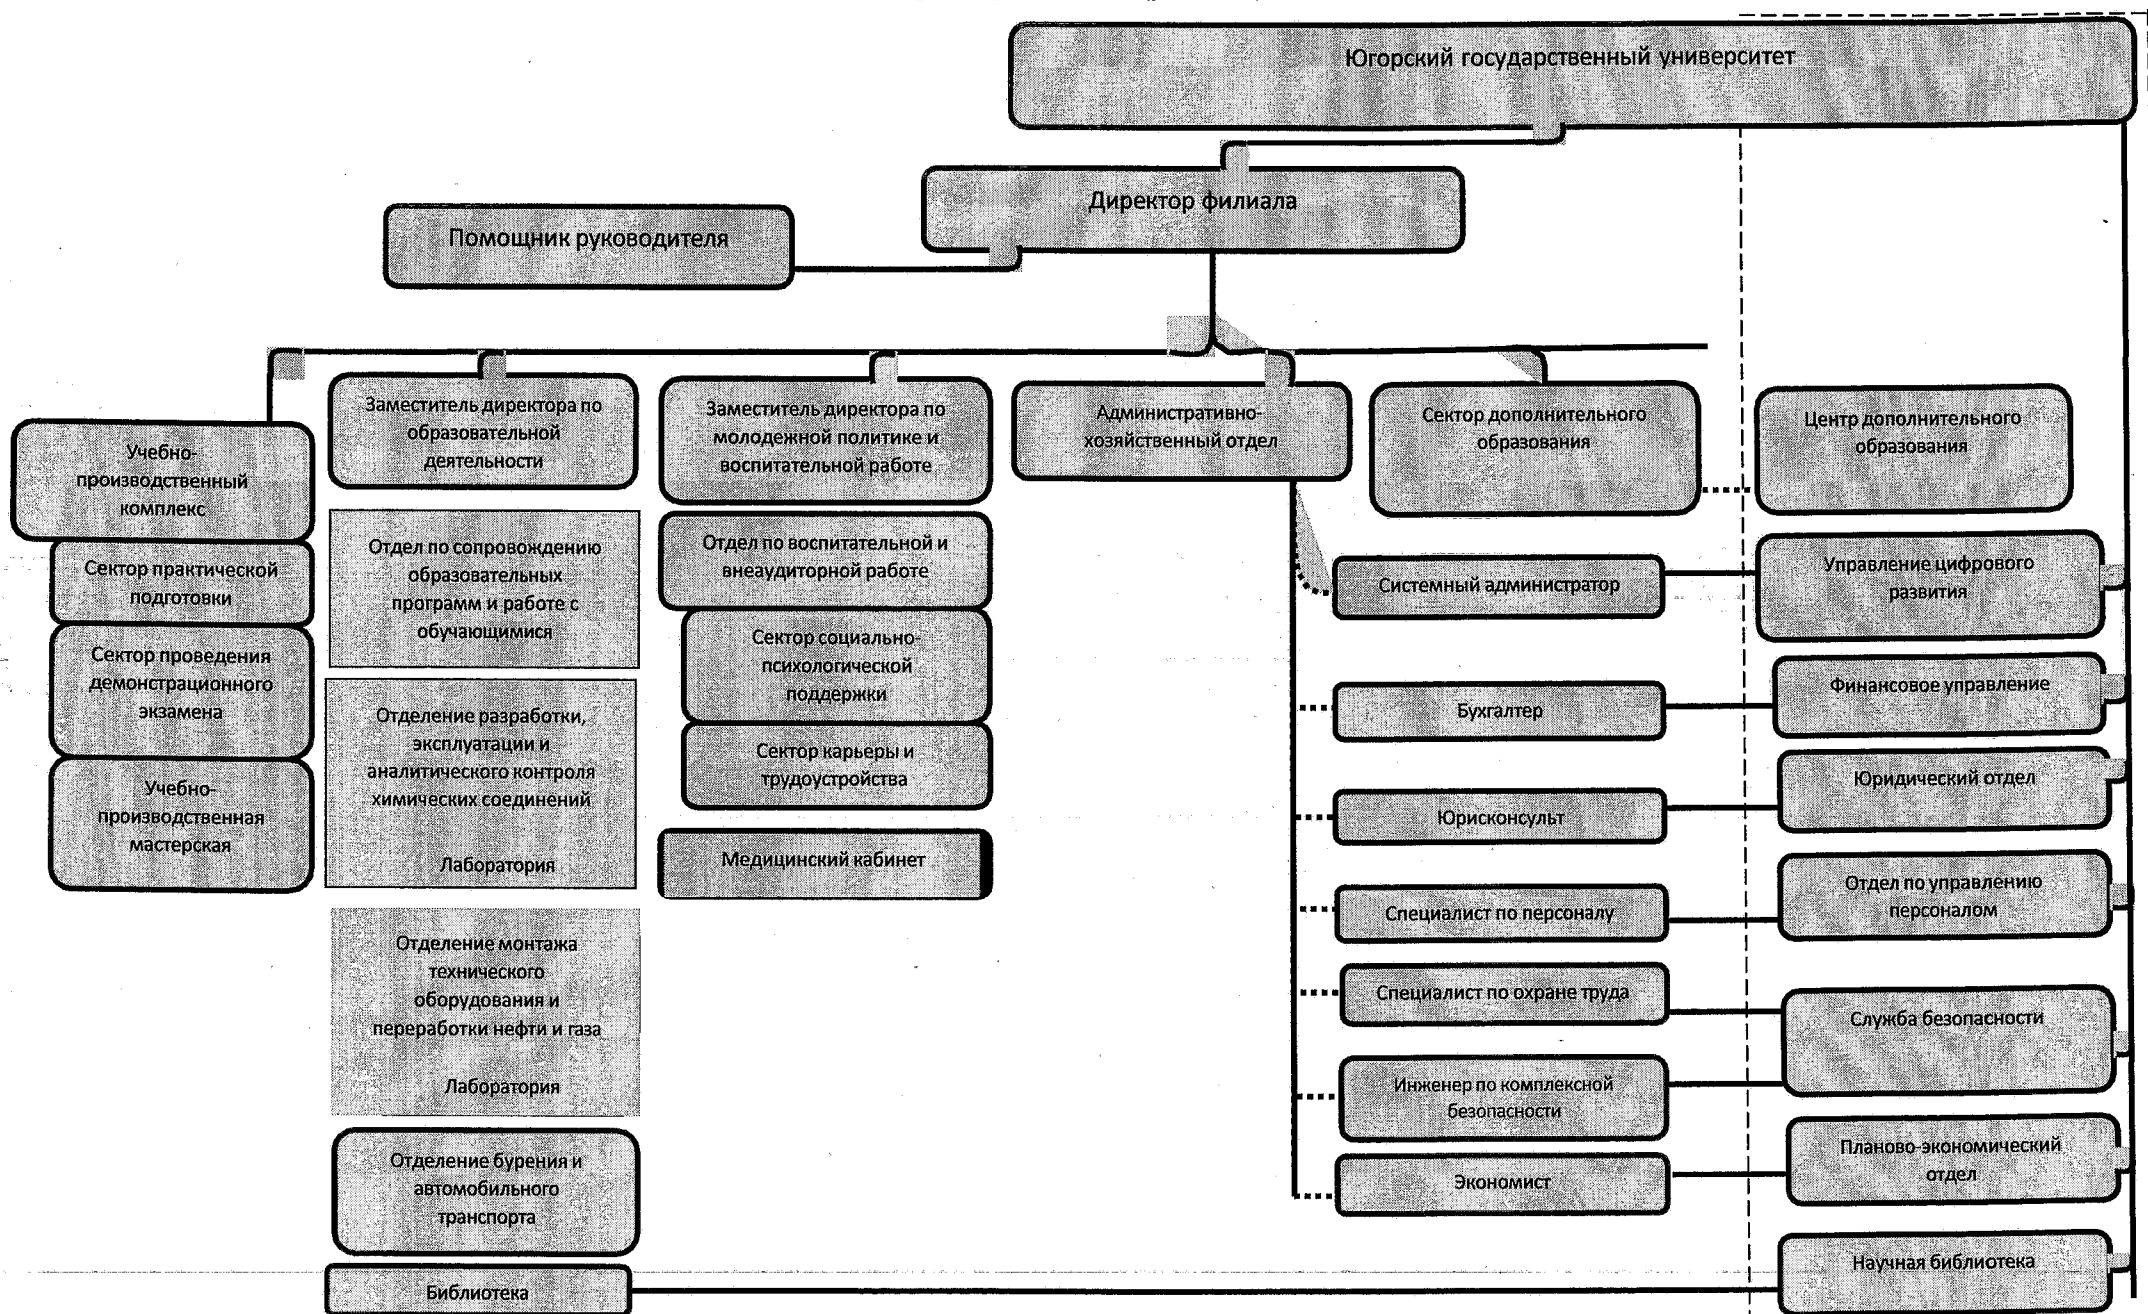 Югорский государственный университет
Директор филиала
Помощник руководителя
Учебно-
производственный
комплекс
Сектор практической
подготовки
Сектор проведения
демонстрационного
экзамена
Учебно-
производственная
мастерская
Заместитель директора по
образовательной
деятельности
Отдел по сопровождению
образовательных
программ и работе с
обучающимися
Отделение разработки,
эксплуатации и
аналитического контроля
химических соединений
Лаборатория
Отделение монтажа
технического
оборудования и
переработки нефти и газа
Лаборатория
Отделение бурения и
автомобильного
транспорта
Библиотека
Заместитель директора по
молодежной политике и
воспитательной работе
Отдел по воспитательной и
внеаудиторной работе
Сектор социально-
психологической
поддержки
Сектор карьеры и
трудоустройства
Медицинский кабинет
Административно-
хозяйственный отдел
Системный администратор
Бухгалтер
Юрисконсульт
Специалист по персоналу
Специалист по охране труда
Инженер по комплексной
безопасности
Экономист
Сектор дополнительного
образования
Центр дополнительного
образования
Управление цифрового
развития
Финансовое управление
Юридический отдел
Отдел по управлению
персоналом
Служба безопасности
Планово-экономический
отдел
Научная библиотека